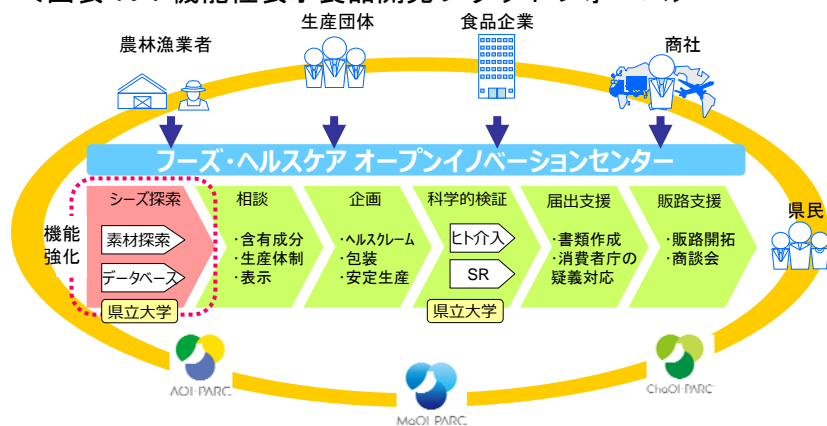 農林漁業者
生産団体
食品企業
商社
フーズ・ヘルスケア オープンイノベーションセンター
機能
強化
シーズ探索
素材探索
データベース
県立大学
相談
・含有成分
・生産体制
・表示
企画
・ヘルスクレーム
・包装
・安定生産
科学的検証
ヒト介入
SR
県立大学
届出支援
・書類作成
・消費者庁の
疑義対応
販路支援
・販路開拓
・商談会
県民
AOI-PARC
MaOI-PARC
ChaOI-PARC